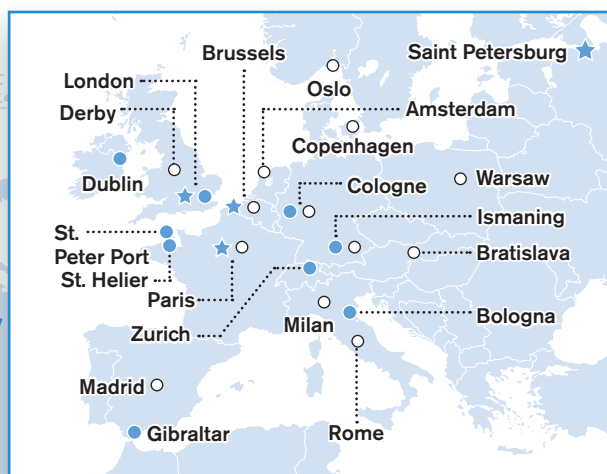 Brussels
Saint Petersburg
London
Oslo
Derby
Amsterdam
Copenhagen
Dublin
Cologne
Warsaw
Ismaning
St.
Peter Port
St. Helier
Bratislava
Paris
Zurich
Milan
Bologna
Madrid
Gibraltar
Rome